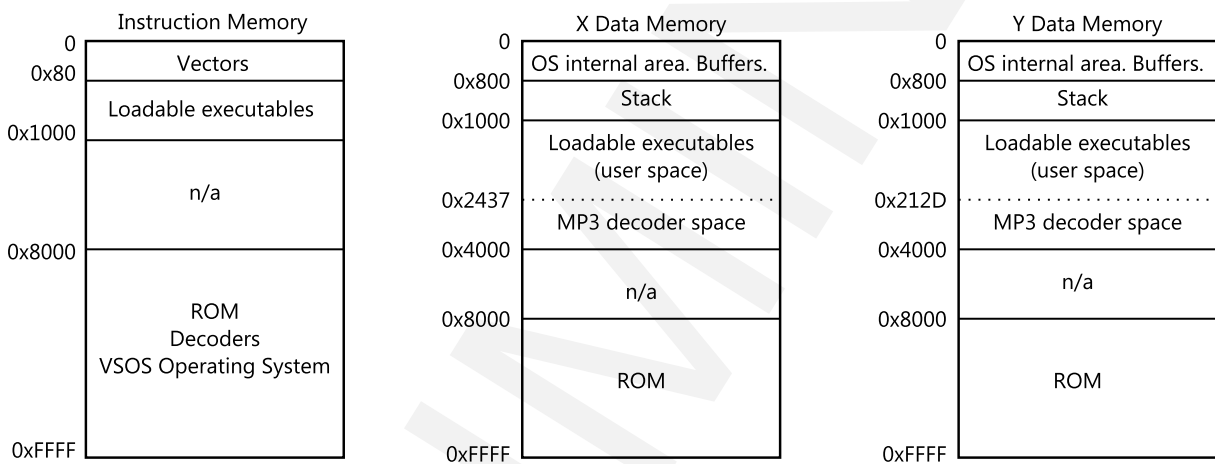 Instruction Memory
0
Vectors
0x80
Loadable executables
0x1000
n/a
0x8000
ROM
Decoders
VSOS Operating System
0xFFFF
X Data Memory
0
OS internal area. Buffers.
0x800
Stack
0x1000
Loadable executables
(user space)
0x2437
MP3 decoder space
0x4000
n/a
0x8000
ROM
0xFFFF
Y Data Memory
0
OS internal area. Buffers.
0x800
Stack
0x1000
Loadable executables
(user space)
0x212D
MP3 decoder space
0x4000
n/a
0x8000
ROM
0xFFFF